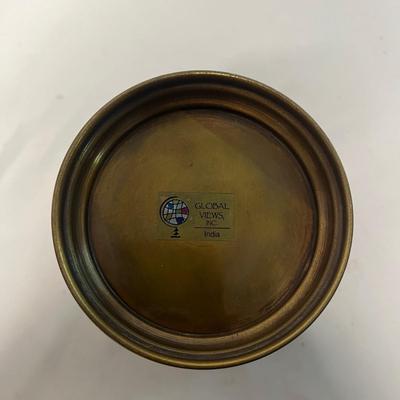 GLOBAL
VIEWS,
INC.
India